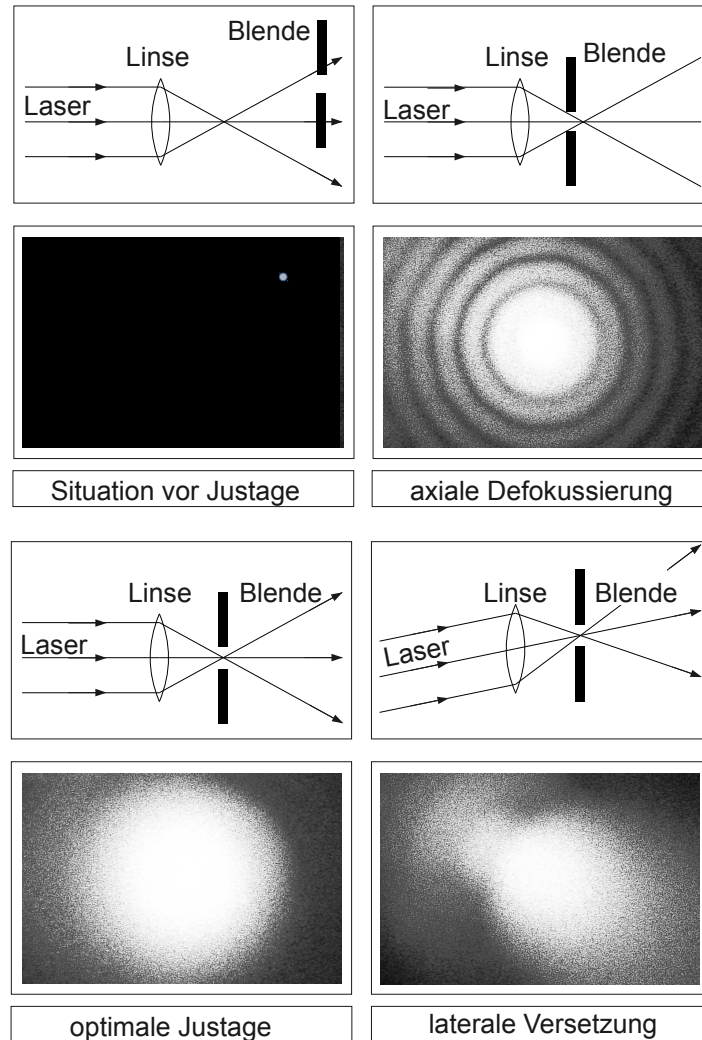 Blende
Linse
Laser
Blende
Linse
Laser
Situation vor Justage
axiale Defokussierung
Linse
Blende
Laser
Linse
Blende
Laser
optimale Justage
laterale Versetzung